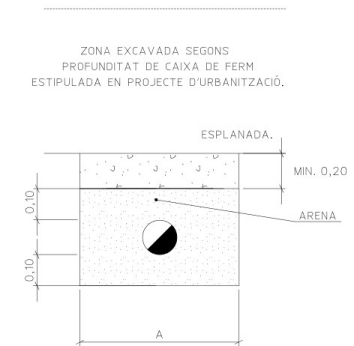 ZONA EXCAVADA SEGONS
PROFUNDITAT DE CAIXA DE FERM
ESTIPULADA EN PROJECTE D'URBANITZACIÓ.
ESPLANADA.
MIN. 0,20
0,10
ARENA
0,10
A